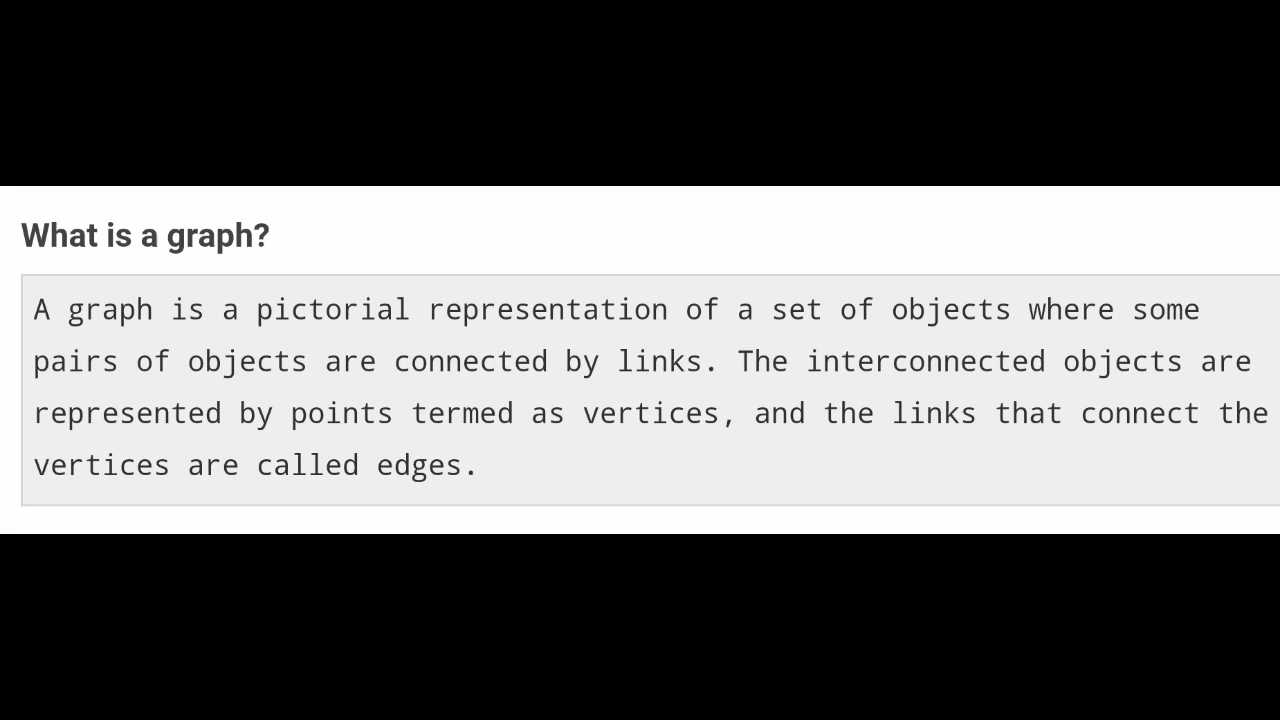 What is a graph?
A graph is a pictorial representation of a set of objects where some
pairs of objects are connected by links. The interconnected objects are
represented by points termed as vertices, and the links that connect the
vertices are called edges.